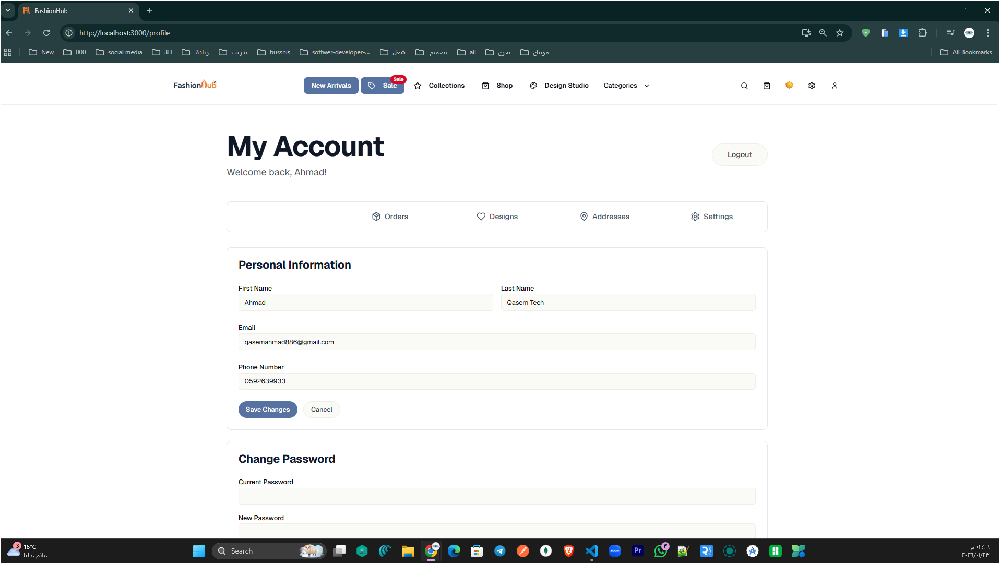 FashionHub
http://localhost:3000/profile
New
000
social media
3D
ريادة
تدريب
bussnis
softwer-developer-...
شغل
تصميم
all
تخرج
مونتاج
All Bookmarks
FashionHub
New Arrivals
Sale
Sale
Collections
Shop
Design Studio
Categories
My Account
Welcome back, Ahmad!
Logout
Orders
Designs
Addresses
Settings
Personal Information
First Name
Last Name
Ahmad
Qasem Tech
Email
qasemahmad886@gmail.com
Phone Number
0592639933
Save Changes
Cancel
Change Password
Current Password
New Password
3
16°C
غائم غالبًا
Search
zoom
Pr
٣
٠٢:٢٦ م
٢٠٢٦/٠١/٢٣